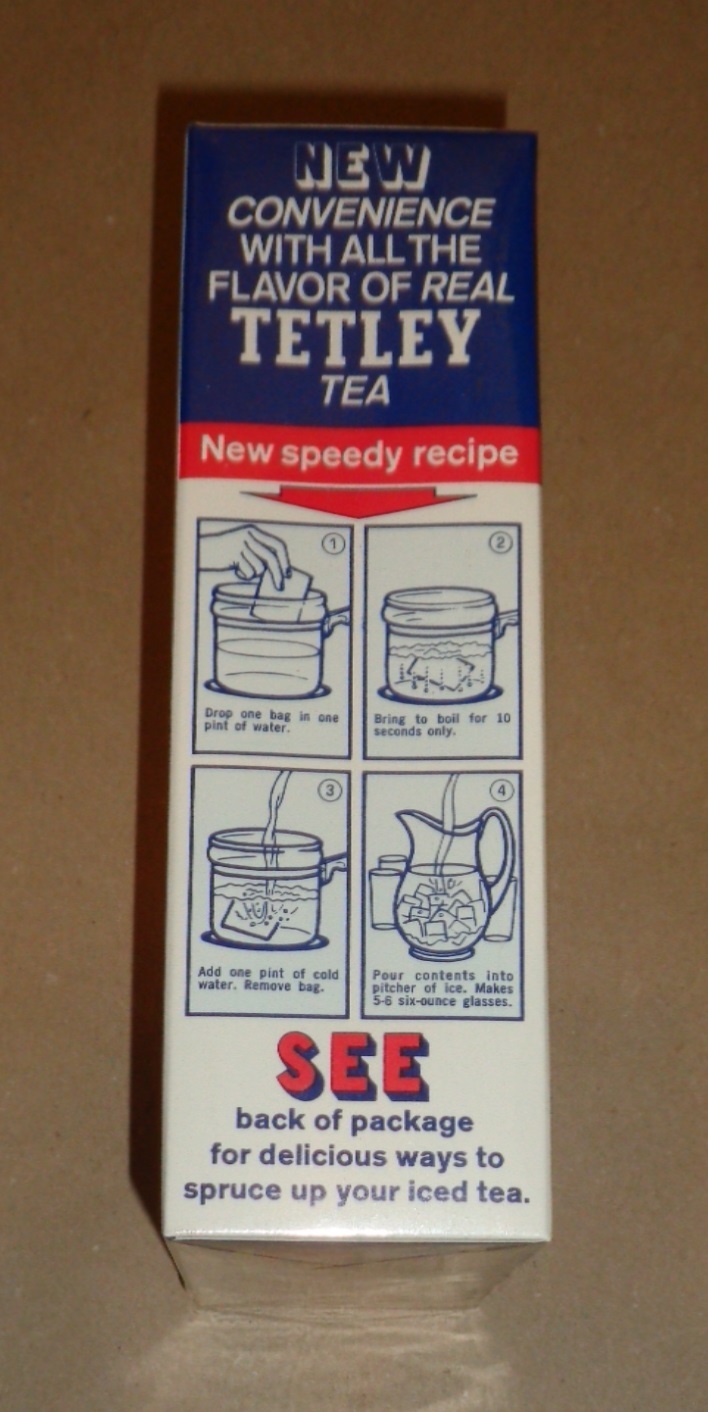 NEW
CONVENIENCE
WITH ALL THE
FLAVOR OF REAL
TETLEY
TEA
New speedy recipe
1
Drop one bag in one
pint of water.
2
Bring to boil for 10
seconds only.
3
Add one pint of cold
water. Remove bag.
4
Pour contents into
pitcher of ice. Makes
5-6 six-ounce glasses.
SEE
back of package
for delicious ways to
spruce up your iced tea.